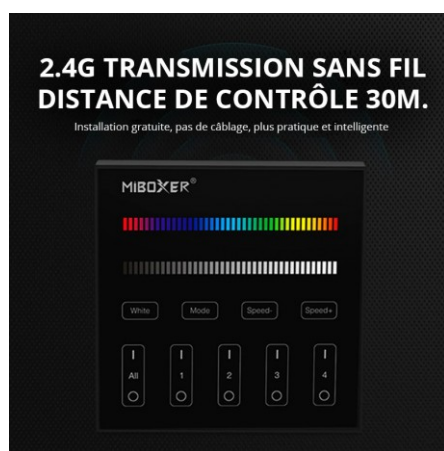 2.4G TRANSMISSION SANS FIL
DISTANCE DE CONTRÔLE 30M.
Installation gratuite, pas de câblage, plus pratique et intelligente
MIBOXER®
White Mode Speed- Speed+
All 1 2 3 4